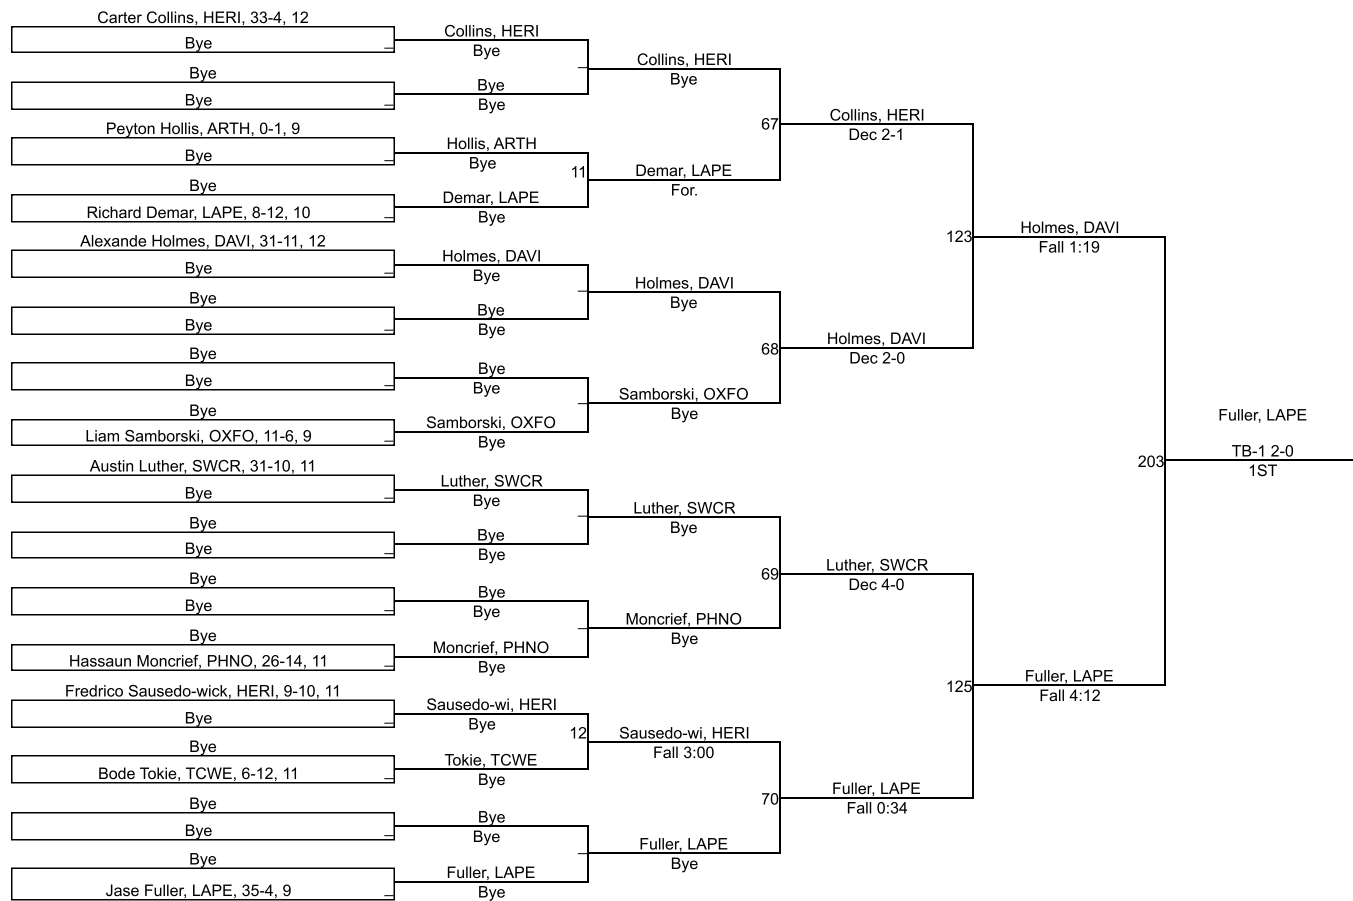 Carter Collins, HERI, 33-4, 12
Bye
Bye
Bye
Peyton Hollis, ARTH, 0-1, 9
Bye
Bye
Richard Demar, LAPE, 8-12, 10
Alexande Holmes, DAVI, 31-11, 12
Bye
Bye
Bye
Bye
Bye
Bye
Liam Samborski, OXFO, 11-6, 9
Austin Luther, SWCR, 31-10, 11
Bye
Bye
Bye
Bye
Bye
Bye
Hassaun Moncrief, PHNO, 26-14, 11
Fredrico Sausedo-wick, HERI, 9-10, 11
Bye
Bye
Bode Tokie, TCWE, 6-12, 11
Bye
Bye
Bye
Jase Fuller, LAPE, 35-4, 9
Collins, HERI
Bye
Bye
Bye
Hollis, ARTH
Bye
11
Demar, LAPE
Bye
Holmes, DAVI
Bye
Bye
Bye
Bye
Bye
Samborski, OXFO
Bye
Luther, SWCR
Bye
Bye
Bye
Bye
Bye
Moncrief, PHNO
Bye
Sausedo-wi, HERI
Bye
12
Tokie, TCWE
Bye
Bye
Bye
Fuller, LAPE
Bye
Collins, HERI
Bye
67
Demar, LAPE
For.
Holmes, DAVI
Bye
68
Samborski, OXFO
Bye
Luther, SWCR
Bye
69
Moncrief, PHNO
Bye
Sausedo-wi, HERI
Fall 3:00
70
Fuller, LAPE
Bye
Collins, HERI
Dec 2-1
123
Holmes, DAVI
Dec 2-0
Luther, SWCR
Dec 4-0
125
Fuller, LAPE
Fall 0:34
Holmes, DAVI
Fall 1:19
203
Fuller, LAPE
Fall 4:12
Fuller, LAPE
TB-1 2-0
1ST